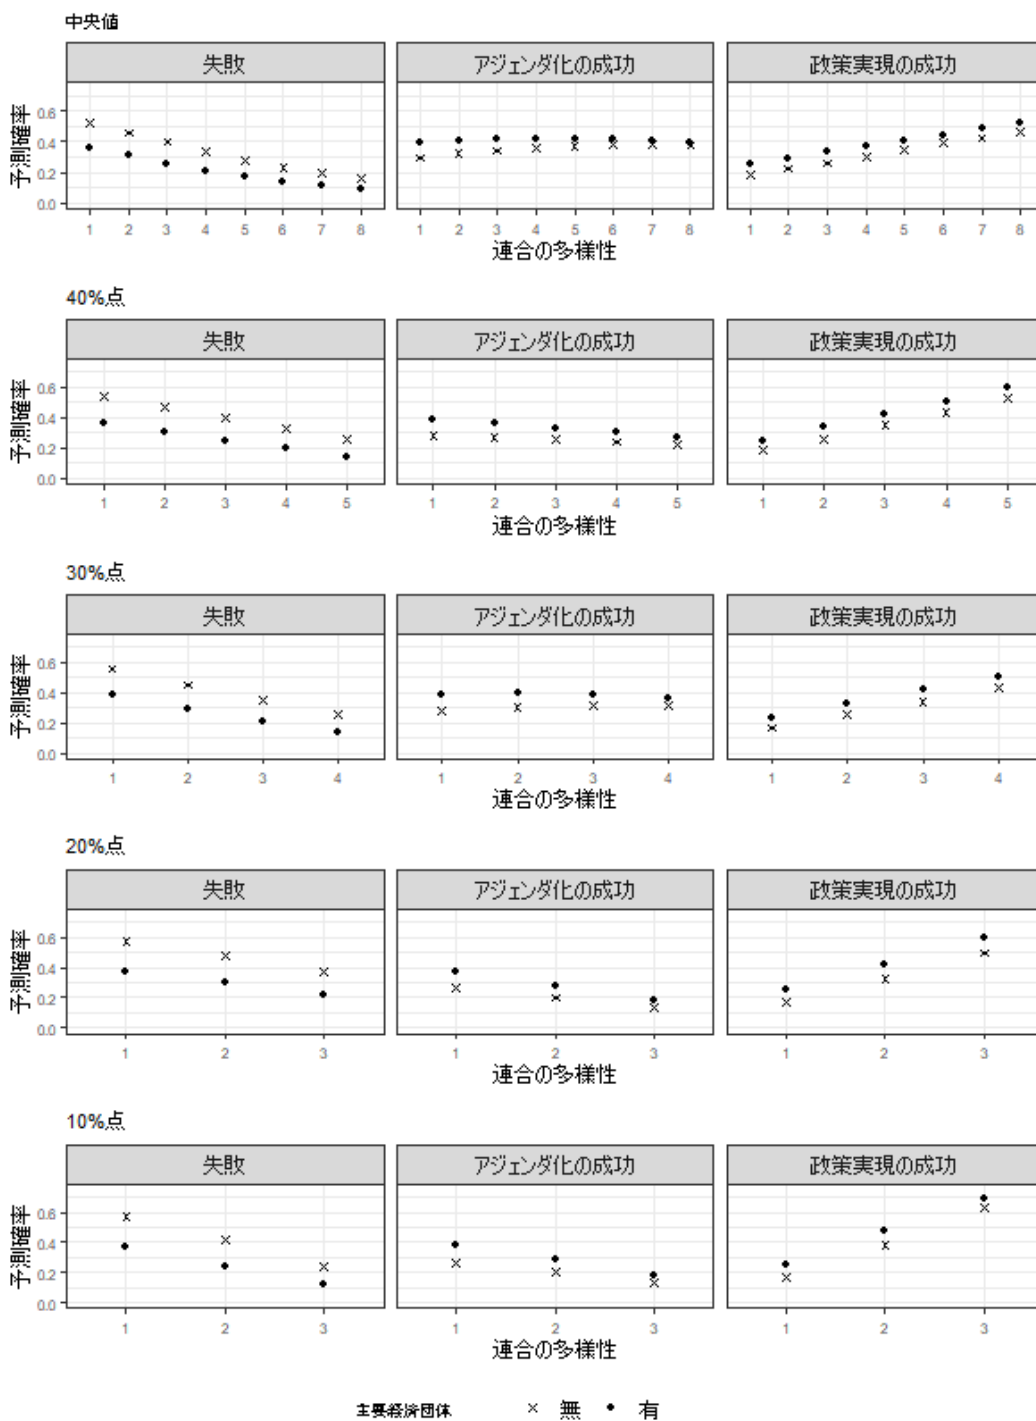 中央値
失敗 アジェンダ化の成功 政策実現の成功
予測確率
0.6
0.4
0.2
0.0
1 2 3 4 5 6 7 8 1 2 3 4 5 6 7 8 1 2 3 4 5 6 7 8
連合の多様性
40%点
失敗 アジェンダ化の成功 政策実現の成功
予測確率
0.6
0.4
0.2
0.0
1 2 3 4 5 1 2 3 4 5 1 2 3 4 5
連合の多様性
30%点
失敗 アジェンダ化の成功 政策実現の成功
予測確率
0.6
0.4
0.2
0.0
1 2 3 4 1 2 3 4 1 2 3 4
連合の多様性
20%点
失敗 アジェンダ化の成功 政策実現の成功
予測確率
0.6
0.4
0.2
0.0
1 2 3 1 2 3 1 2 3
連合の多様性
10%点
失敗 アジェンダ化の成功 政策実現の成功
予測確率
0.6
0.4
0.2
0.0
1 2 3 1 2 3 1 2 3
連合の多様性
主要経済団体 × 無 • 有